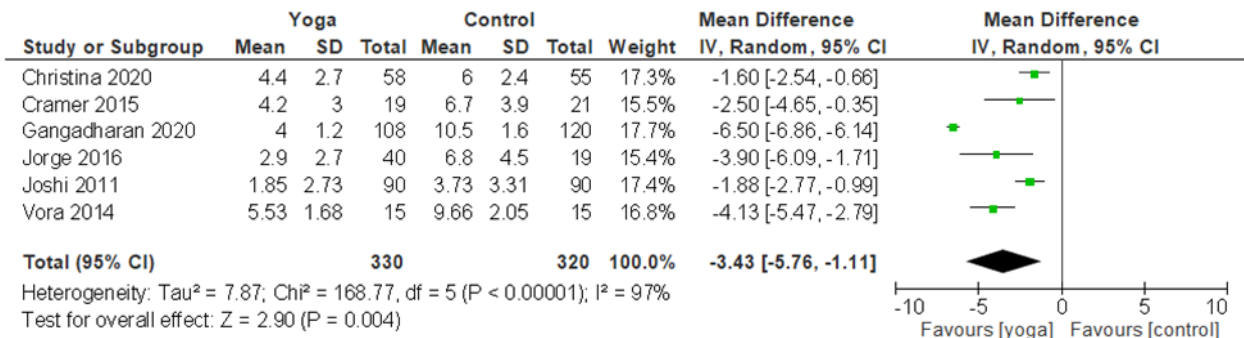 Yoga Control Mean Difference Mean Difference
Study or Subgroup Mean SD Total Mean SD Total Weight IV, Random, 95% CI IV, Random, 95% CI
Christina 2020 4.4 2.7 58 6 2.4 55 17.3% -1.60 [-2.54, -0.66]
Cramer 2015 4.2 3 19 6.7 3.9 21 15.5% -2.50 [-4.65, -0.35]
Gangadharan 2020 4 1.2 108 10.5 1.6 120 17.7% -6.50 [-6.86, -6.14]
Jorge 2016 2.9 2.7 40 6.8 4.5 19 15.4% -3.90 [-6.09, -1.71]
Joshi 2011 1.85 2.73 90 3.73 3.31 90 17.4% -1.88 [-2.77, -0.99]
Vora 2014 5.53 1.68 15 9.66 2.05 15 16.8% -4.13 [-5.47, -2.79]
Total (95% CI) 330 320 100.0% -3.43 [-5.76, -1.11]
Heterogeneity: Tau² = 7.87; Chi² = 168.77, df = 5 (P < 0.00001); I² = 97%
Test for overall effect: Z = 2.90 (P = 0.004)
-10 -5 0 5 10
Favours [yoga] Favours [control]